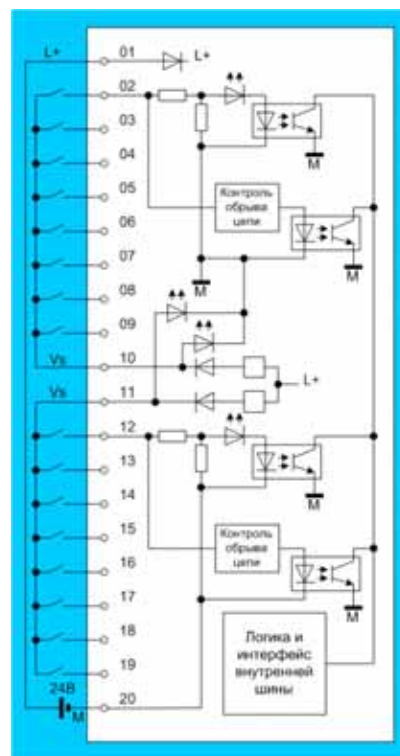 L+ 01 L+
02
03
M
04
05
Контроль
обрыва
цепи
06
07
M
M
08
09
Vs 10
L+
Vs 11
12
13
M
14
15
Контроль
обрыва
цепи
16
17
M
18
Логика и
интерфейс
внутренней
шины
19
24В
M
20